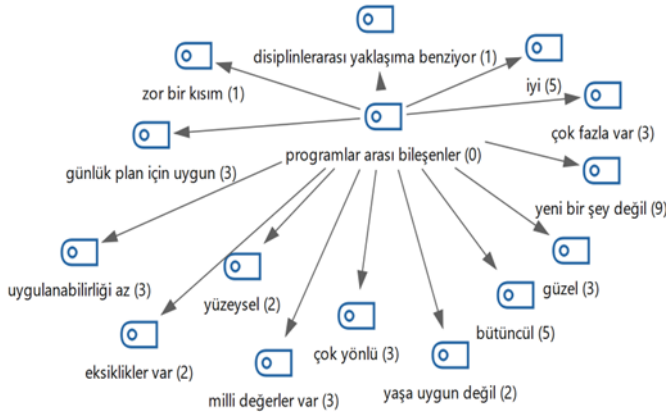 disiplinlerarası yaklaşıma benziyor (1)
zor bir kısım (1)
iyi (5)
çok fazla var (3)
günlük plan için uygun (3)
programlar arası bileşenler (0)
yeni bir şey değil (9)
uygulanabilirliği az (3)
yüzeysel (2)
güzel (3)
bütüncül (5)
eksiklikler var (2)
çok yönlü (3)
milli değerler var (3)
yaşa uygun değil (2)